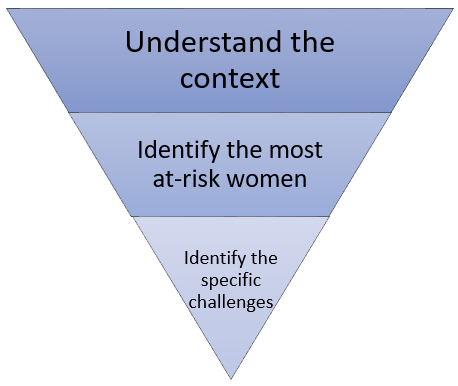 Understand the
context
Identify the most
at-risk women
Identify the
specific
challenges